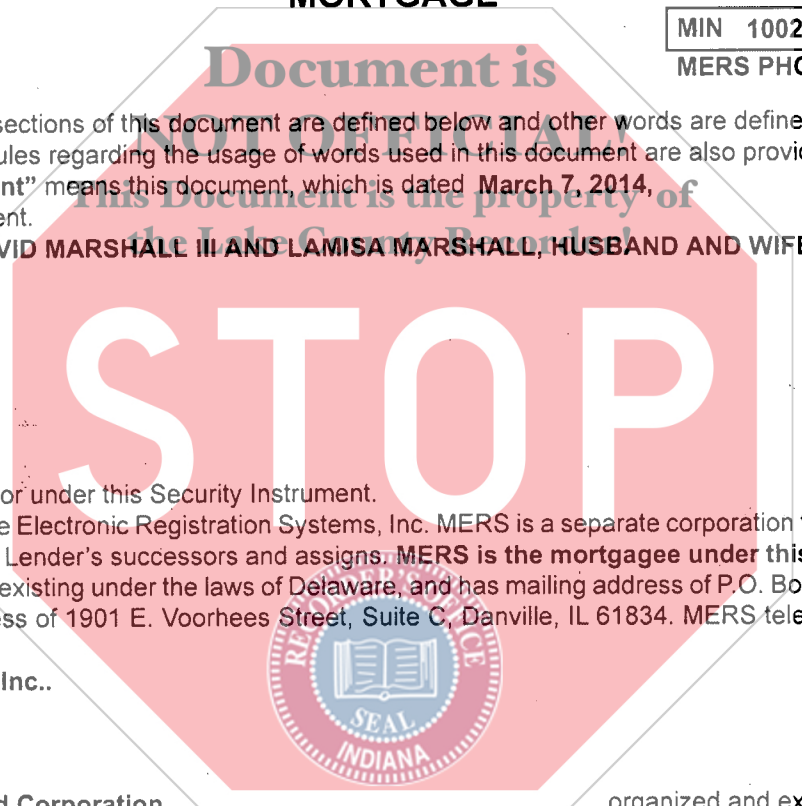 MORTGAGE
MIN 1002
Document is
MERS PHO
sections of this document are defined below and other words are define
NOT OFFICIAL!
ules regarding the usage of words used in this document are also provid
nt” means this document, which is dated March 7, 2014,
This Document is the property of
ent.
the Lake County Recorder!
VID MARSHALL III AND LAMISA MARSHALL, HUSBAND AND WIFE
STOP
or under this Security Instrument.
e Electronic Registration Systems, Inc. MERS is a separate corporation
Lender's successors and assigns. MERS is the mortgagee under this
existing under the laws of Delaware, and has mailing address of P.O. Bo
ess of 1901 E. Voorhees Street, Suite C, Danville, IL 61834. MERS tele
RECORDER'S OFFICE
Inc..
SEAL
INDIANA
d Corporation
organized and ex